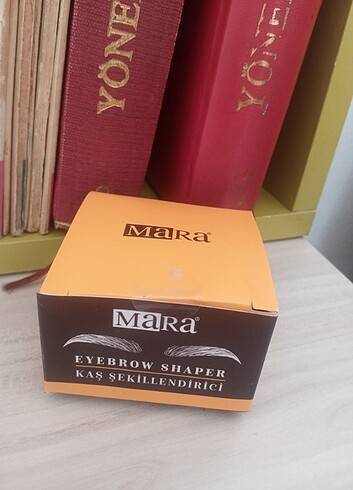 YÖNE
YÖNE
MaRa®
MaRa®
EYEBROW SHAPER
KAŞ ŞEKİLLENDİRİCİ